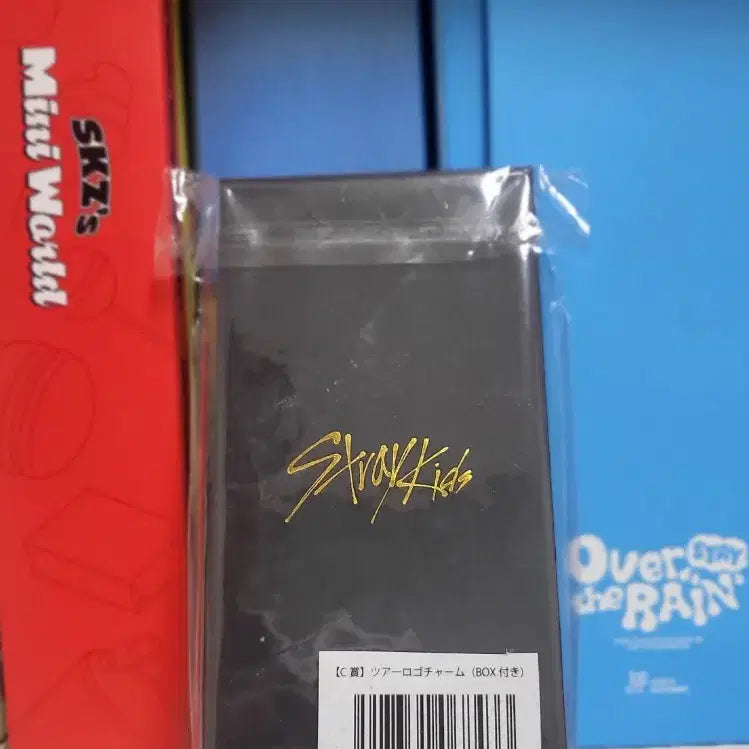 SKZ's
Mini World
Stray Kids
【C賞】ツアーロゴチャーム（BOX付き）
Over STAY
the RAiN